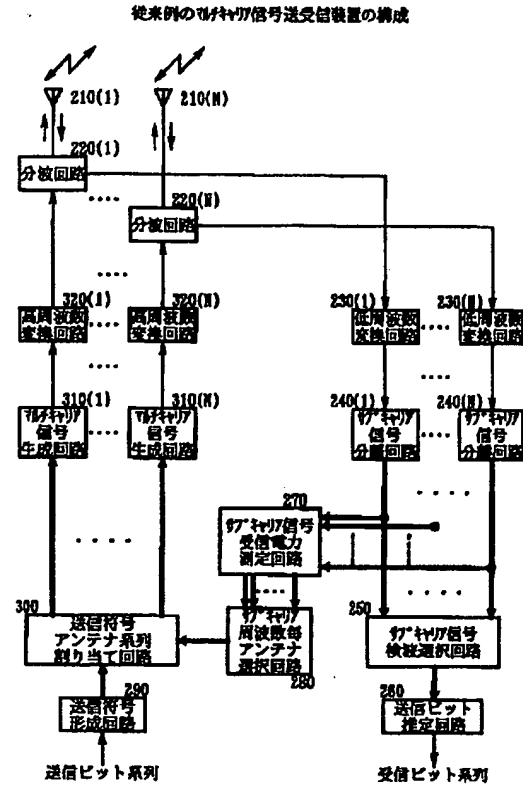 従来例のﾏﾙﾁｷｬﾘｱ信号送受信装置の構成
210(1)
210(N)
220(1)
分波回路
220(N)
分波回路
320(1)
高周波数
変換回路
320(N)
高周波数
変換回路
230(1)
低周波数
変換回路
230(N)
低周波数
変換回路
310(1)
ﾏﾙﾁｷｬﾘｱ
信号
生成回路
310(N)
ﾏﾙﾁｷｬﾘｱ
信号
生成回路
240(1)
ｻﾌﾞｷｬﾘｱ
信号
分離回路
240(N)
ｻﾌﾞｷｬﾘｱ
信号
分離回路
270
ｻﾌﾞｷｬﾘｱ信号
受信電力
測定回路
300
送信符号
アンテナ系列
割り当て回路
ｻﾌﾞｷｬﾘｱ
周波数毎
アンテナ
選択回路
280
250
ｻﾌﾞｷｬﾘｱ信号
検波選択回路
290
送信符号
形成回路
260
送信ビット
推定回路
送信ビット系列
受信ビット系列